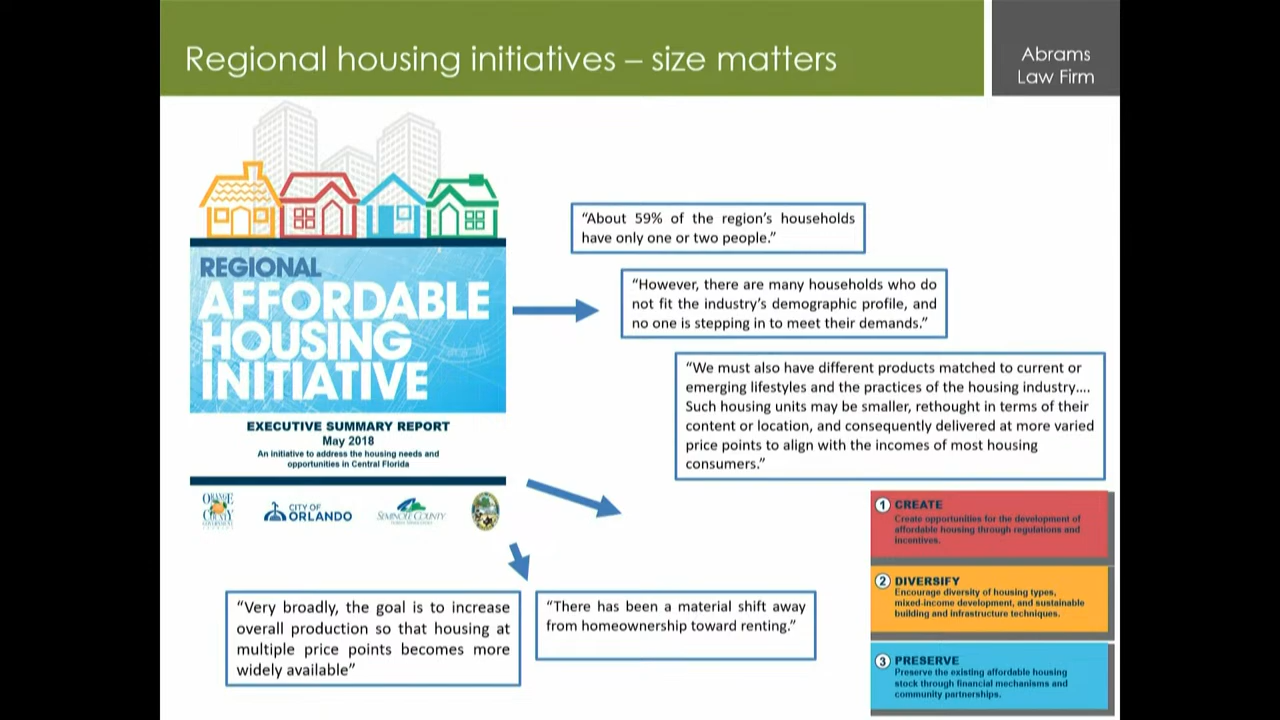 Regional housing initiatives – size matters
Abrams
Law Firm
REGIONAL
AFFORDABLE
HOUSING
INITIATIVE
EXECUTIVE SUMMARY REPORT
May 2018
An initiative to address the housing needs and
opportunities in Central Florida
ORANGE
COUNTY
GOVERNMENT
CITY OF
ORLANDO
SEMINOLE COUNTY
“About 59% of the region’s households
have only one or two people.”
“However, there are many households who do
not fit the industry’s demographic profile, and
no one is stepping in to meet their demands.”
“We must also have different products matched to current or
emerging lifestyles and the practices of the housing industry….
Such housing units may be smaller, rethought in terms of their
content or location, and consequently delivered at more varied
price points to align with the incomes of most housing
consumers.”
“Very broadly, the goal is to increase
overall production so that housing at
multiple price points becomes more
widely available”
“There has been a material shift away
from homeownership toward renting.”
1 CREATE
Create opportunities for the development of
affordable housing through regulations and
incentives.
2 DIVERSIFY
Encourage diversity of housing types,
mixed-income development, and sustainable
building and infrastructure techniques.
3 PRESERVE
Preserve the existing affordable housing
stock through financial mechanisms and
community partnerships.